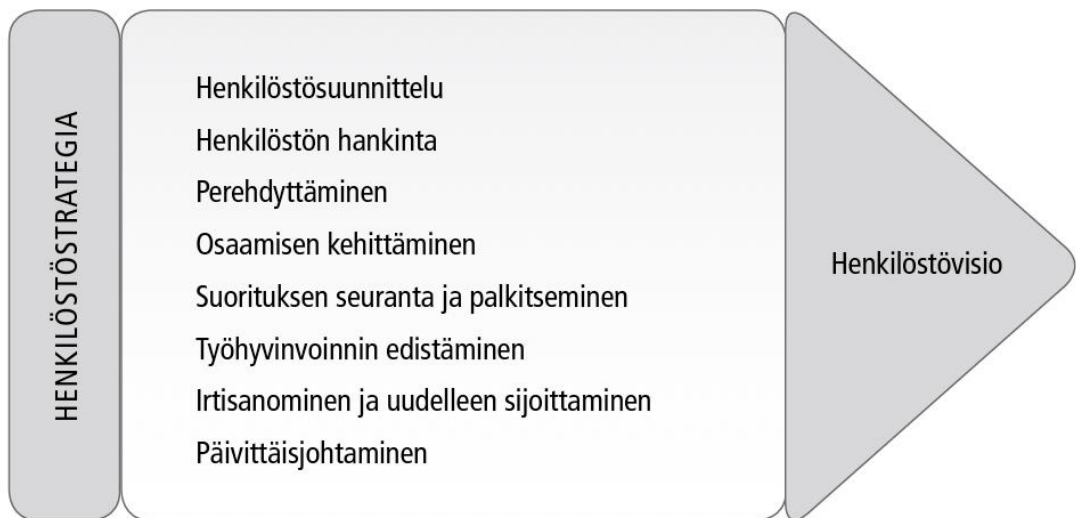 HENKILÖSTÖSTRATEGIA
Henkilöstösuunnittelu
Henkilöstön hankinta
Perehdyttäminen
Osaamisen kehittäminen
Suorituksen seuranta ja palkitseminen
Työhyvinvoinnin edistäminen
Irtisanominen ja uudelleen sijoittaminen
Päivittäisjohtaminen
Henkilöstövisio